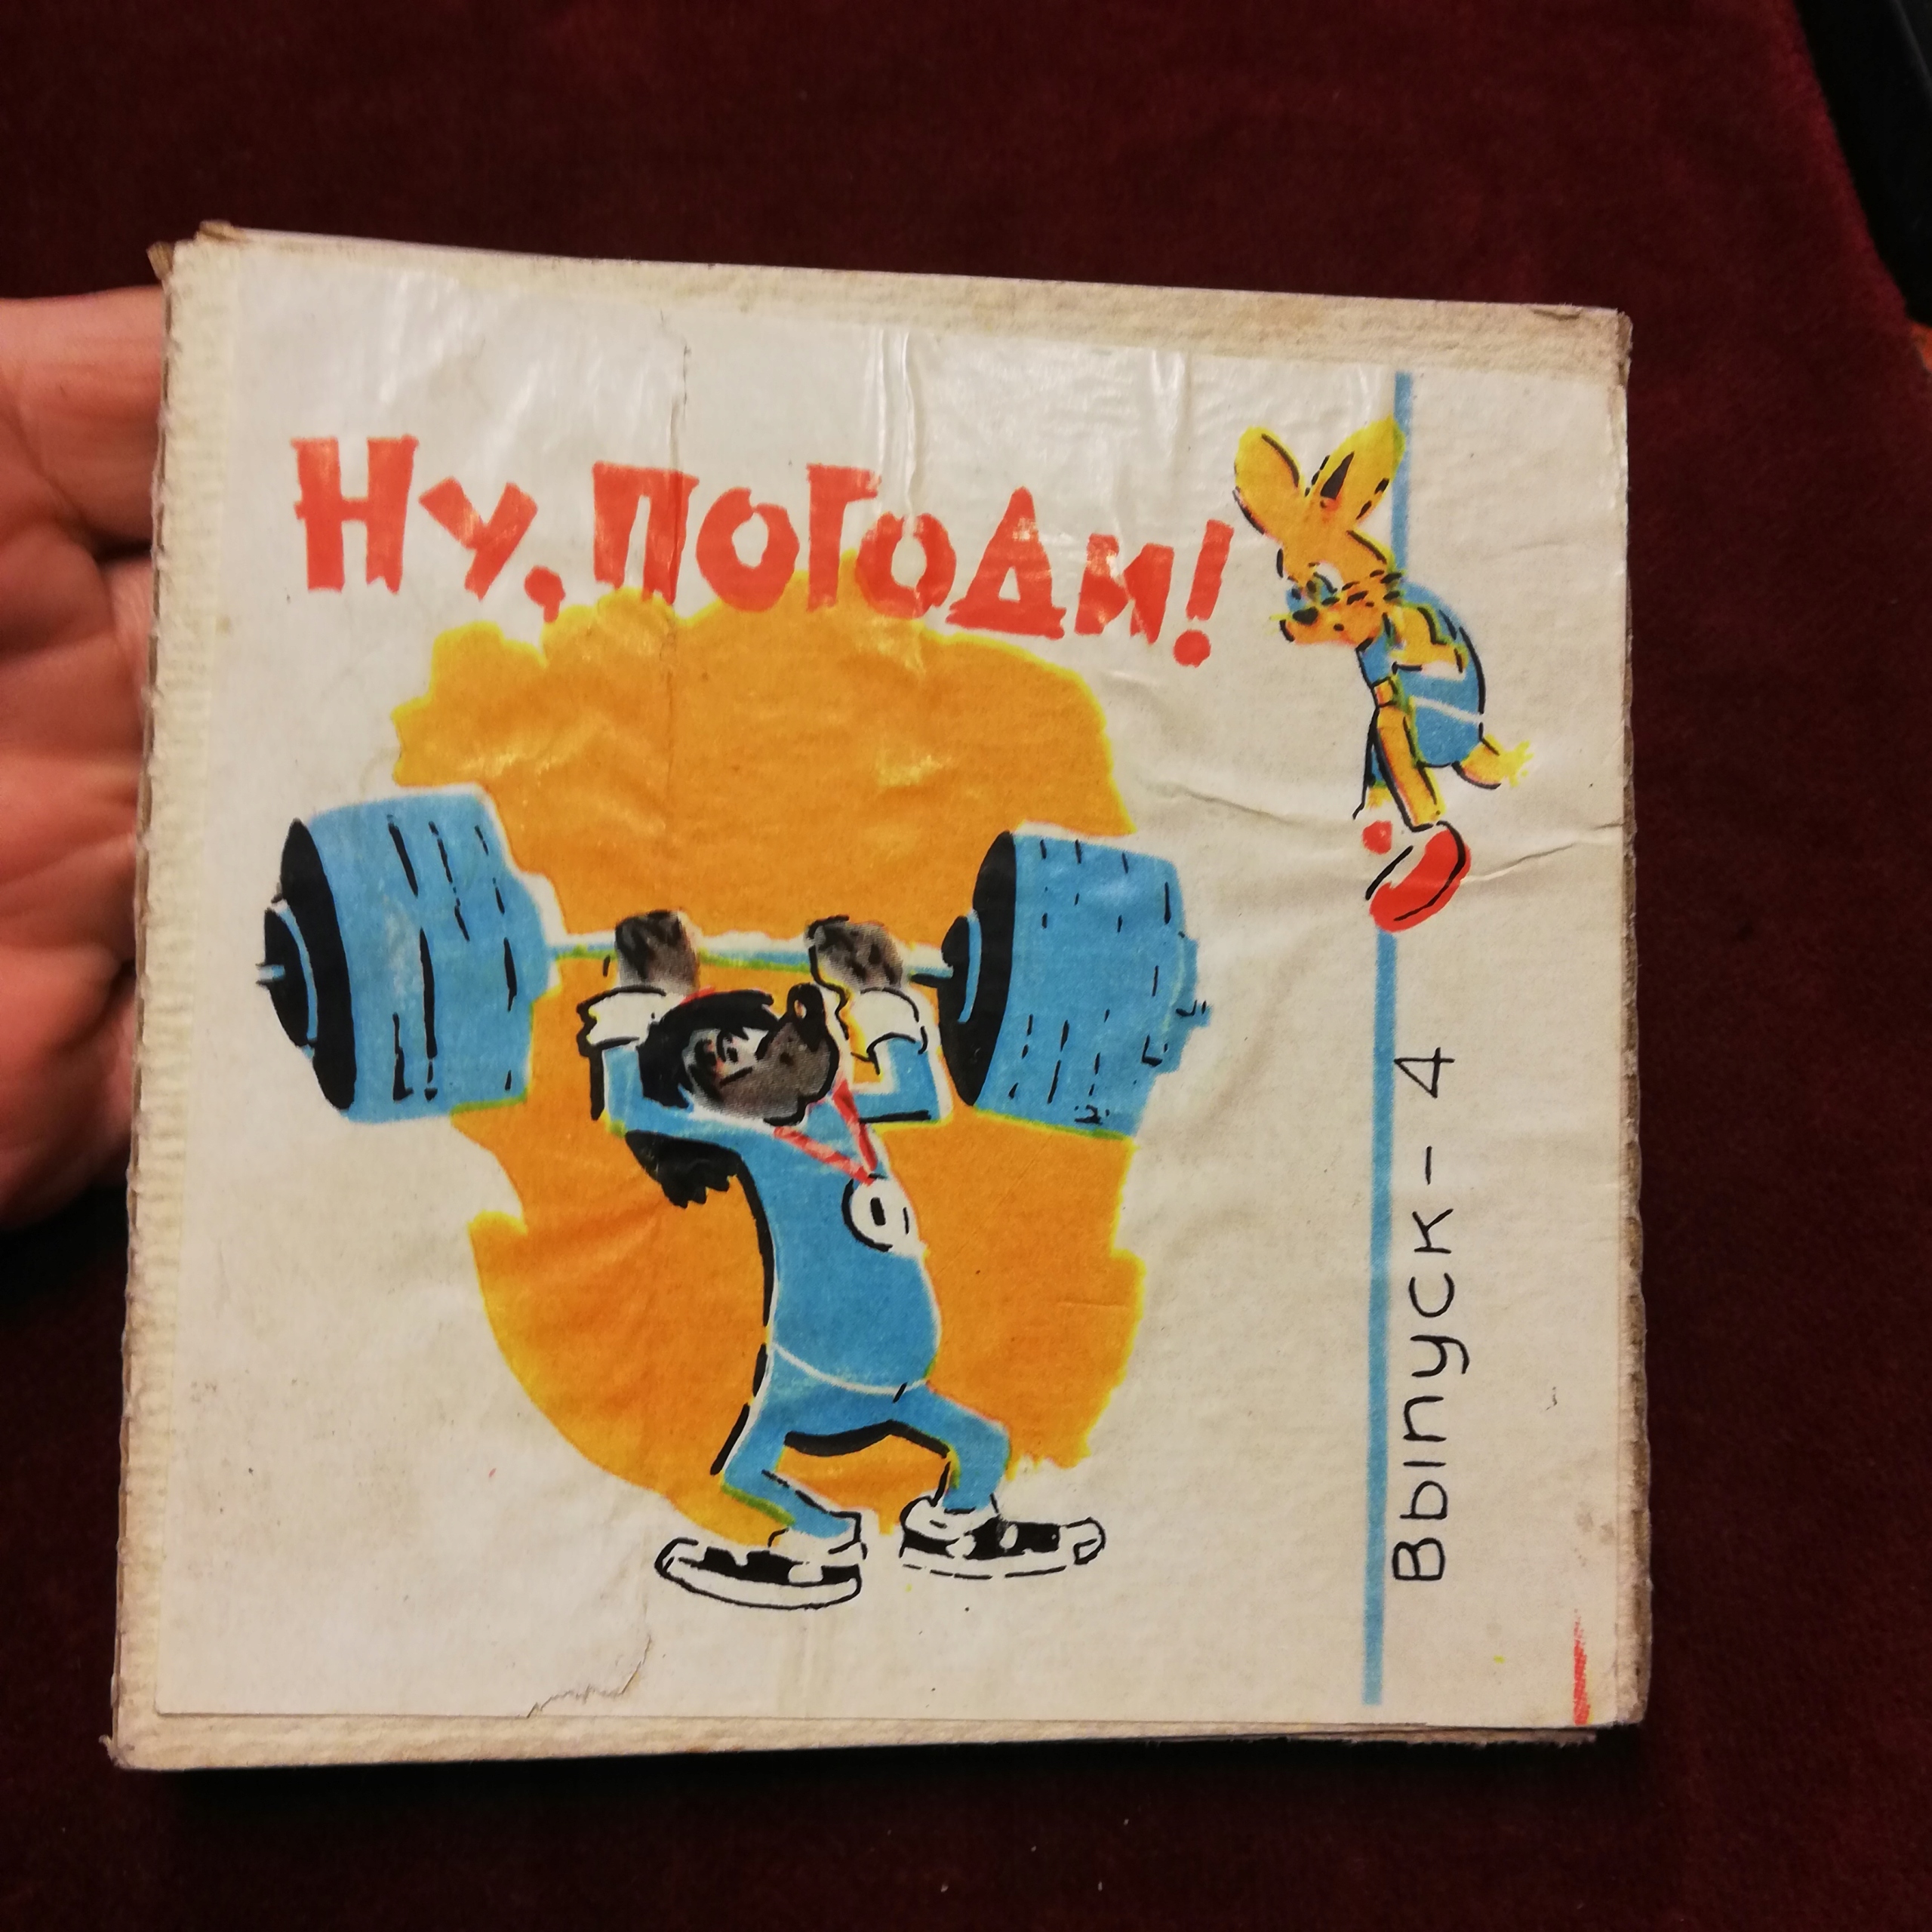 Ну, погоди!
Выпуск - 4